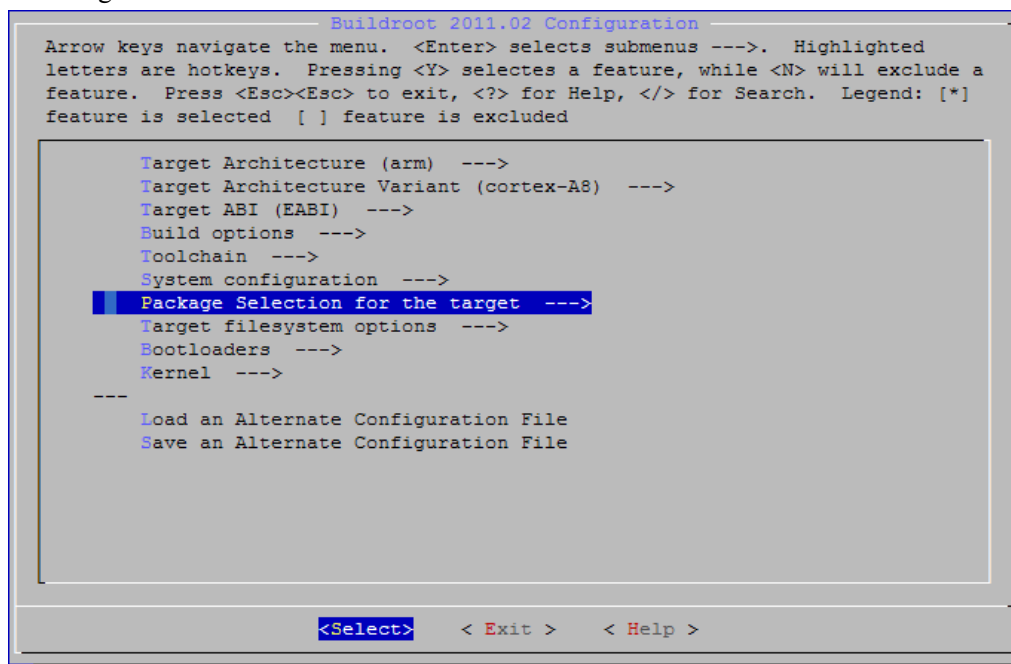 Buildroot 2011.02 Configuration
Arrow keys navigate the menu. <Enter> selects submenus --->. Highlighted
letters are hotkeys. Pressing <Y> selectes a feature, while <N> will exclude a
feature. Press <Esc><Esc> to exit, <?> for Help, </> for Search. Legend: [*]
feature is selected [ ] feature is excluded
Target Architecture (arm) --->
Target Architecture Variant (cortex-A8) --->
Target ABI (EABI) --->
Build options --->
Toolchain --->
System configuration --->
Package Selection for the target --->
Target filesystem options --->
Bootloaders --->
Kernel --->
---
Load an Alternate Configuration File
Save an Alternate Configuration File
<Select> < Exit > < Help >